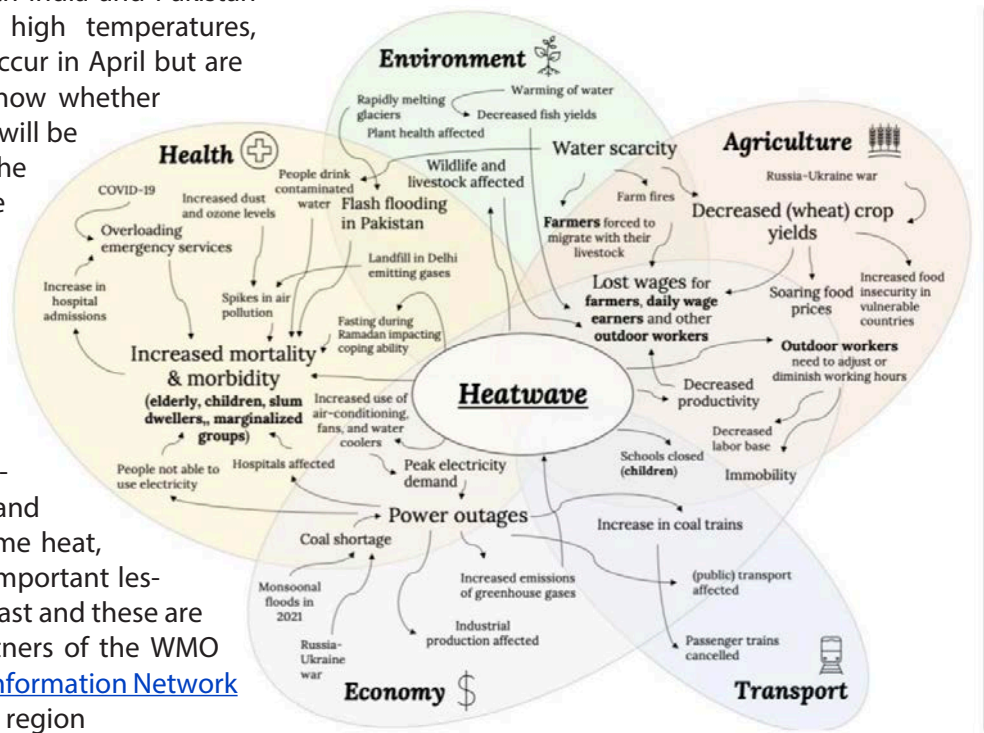 high temperatures,
occur in April but are
now whether
will be
and
me heat,
important les-
ast and these are
tners of the WMO
nformation Network
region
Environment
Rapidly melting
glaciers
Warming of water
Decreased fish yields
Plant health affected
Wildlife and
livestock affected
Water scarcity
Farm fires
Farmers forced to
migrate with their
livestock
Agriculture
Russia-Ukraine war
Decreased (wheat) crop
yields
Soaring food
prices
Increased food
insecurity in
vulnerable
countries
Lost wages for
farmers, daily wage
earners and other
outdoor workers
Outdoor workers
need to adjust or
diminish working hours
Decreased
productivity
Decreased
labor base
Immobility
Schools closed
(children)
Health
COVID-19
Increased dust
and ozone levels
People drink
contaminated
water
Flash flooding
in Pakistan
Overloading
emergency services
Landfill in Delhi
emitting gases
Increase in
hospital
admissions
Spikes in air
pollution
Fasting during
Ramadan impacting
coping ability
Increased mortality
& morbidity
(elderly, children, slum
dwellers,, marginalized
groups)
Increased use of
air-conditioning,
fans, and water
coolers
People not able to
use electricity
Hospitals affected
Heatwave
Peak electricity
demand
Power outages
Coal shortage
Monsoonal
floods in
2021
Russia-
Ukraine
war
Increased emissions
of greenhouse gases
Industrial
production affected
Economy $
Increase in coal trains
(public) transport
affected
Passenger trains
cancelled
Transport